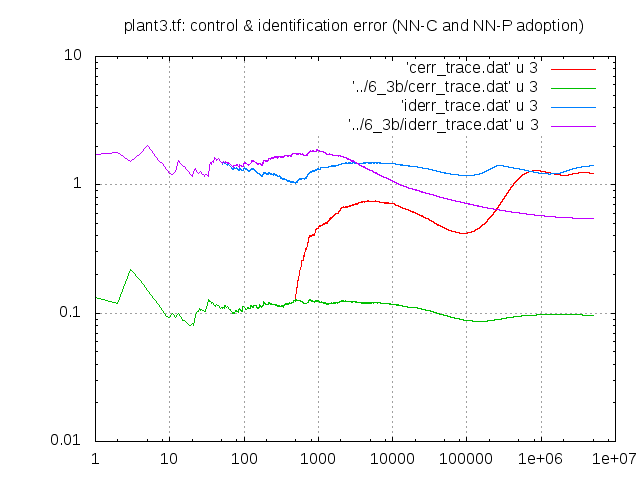 plant3.tf: control & identification error (NN-C and NN-P adoption)
10
'cerr_trace.dat' u 3
'../6_3b/cerr_trace.dat' u 3
'iderr_trace.dat' u 3
'../6_3b/iderr_trace.dat' u 3
1
0.1
0.01
1 10 100 1000 10000 100000 1e+06 1e+07